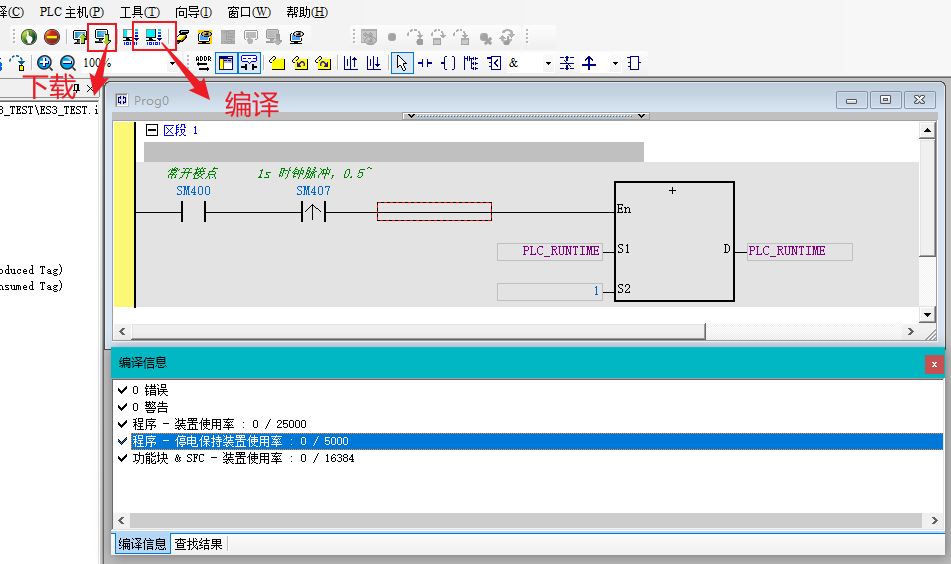 译(C) PLC 主机(P) 工具(T) 向导(I) 窗口(W) 帮助(H)
100%
ADDR
&
下载
编译
3_TEST\ES3_TEST.i
Prog0
区段 1
常开接点 1s 时钟脉冲，0.5~
SM400 SM407
+
En
PLC_RUNTIME S1 D PLC_RUNTIME
1 S2
oduced Tag)
nsumed Tag)
编译信息
0 错误
0 警告
程序 - 装置使用率 : 0 / 25000
程序 - 停电保持装置使用率 : 0 / 5000
功能块 & SFC - 装置使用率 : 0 / 16384
编译信息 查找结果